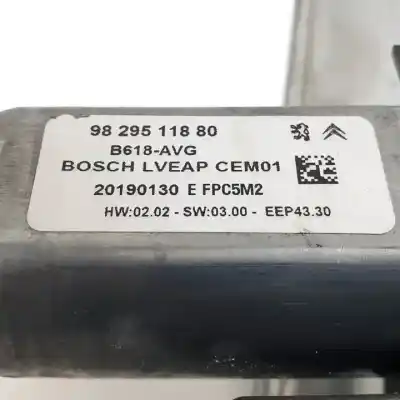 98 295 118 80
B618-AVG
BOSCH LVEAP CEM01
20190130 E FPC5M2
HW:02.02 - SW:03.00 - EEP43.30